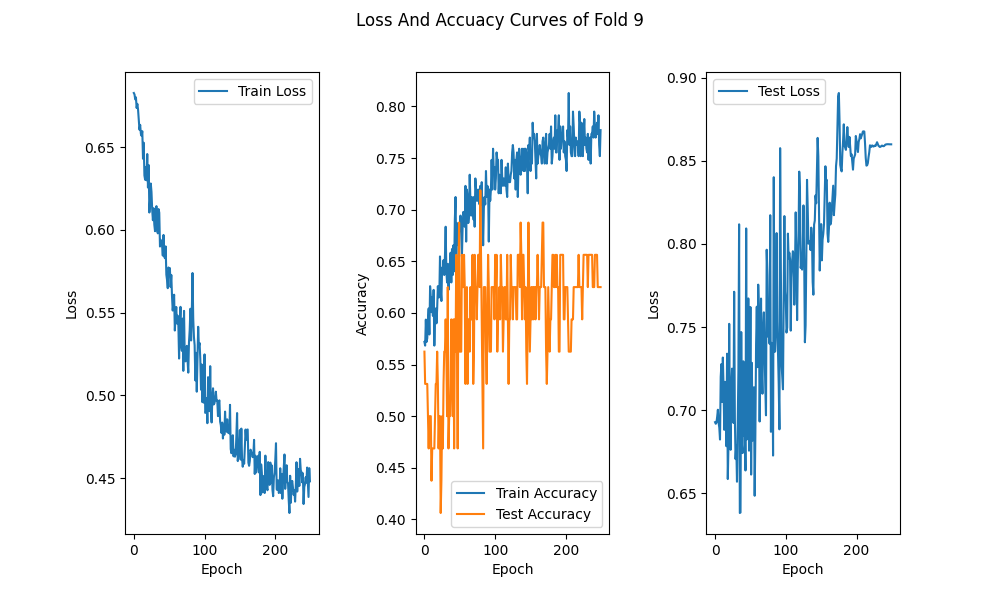 Loss And Accuacy Curves of Fold 9
Loss
0.65
0.60
0.55
0.50
0.45
Train Loss
0 100 200
Epoch
Accuracy
0.80
0.75
0.70
0.65
0.60
0.55
0.50
0.45
0.40
Train Accuracy
Test Accuracy
0 100 200
Epoch
Loss
0.90
0.85
0.80
0.75
0.70
0.65
Test Loss
0 100 200
Epoch